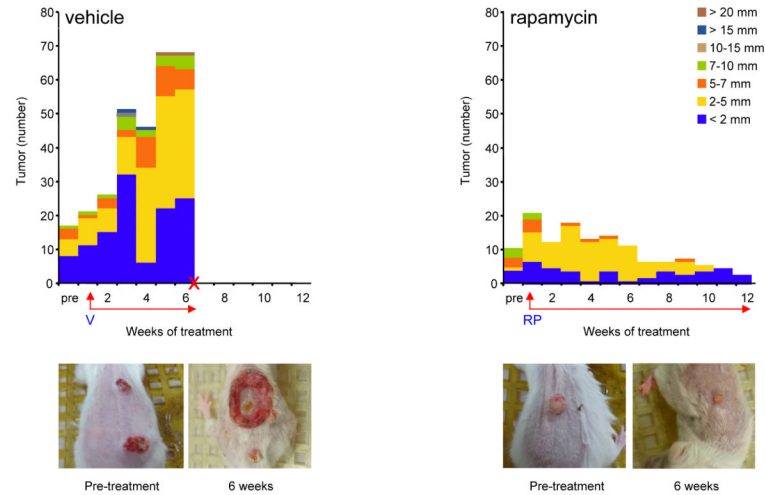 vehicle
80
70
60
50
40
30
20
10
0
Tumor (number)
pre 2 4 6 8 10 12
V
Weeks of treatment
Pre-treatment
6 weeks
rapamycin
80
70
60
50
40
30
20
10
0
Tumor (number)
> 20 mm
> 15 mm
10-15 mm
7-10 mm
5-7 mm
2-5 mm
< 2 mm
pre 2 4 6 8 10 12
RP
Weeks of treatment
Pre-treatment
6 weeks